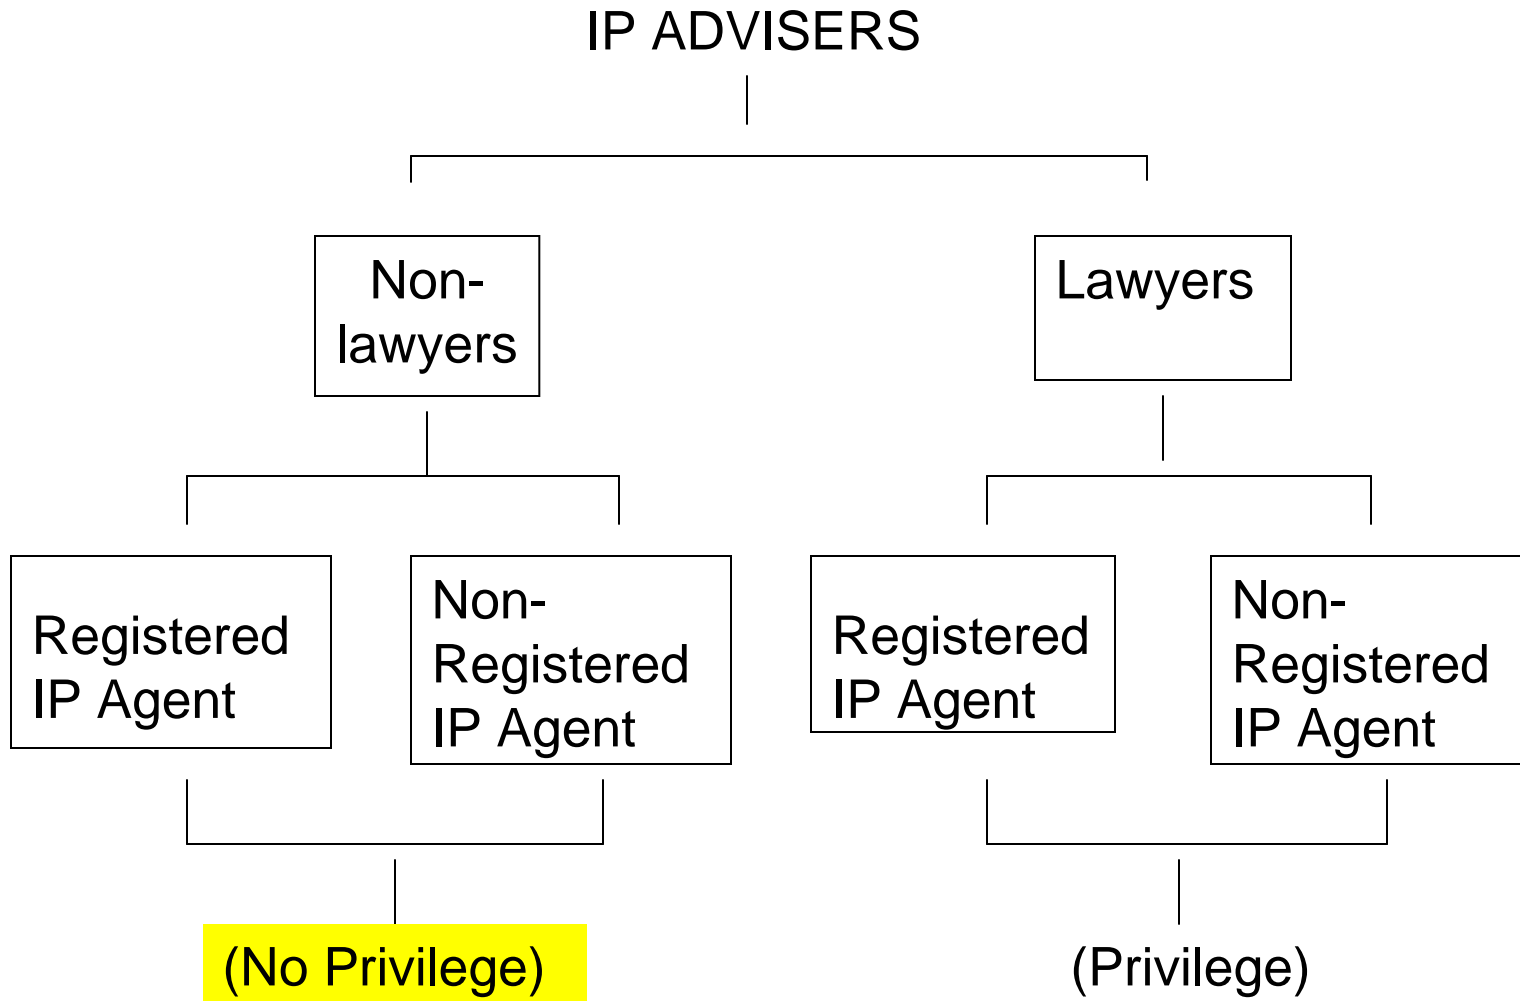 IP ADVISERS
Non-
lawyers
Lawyers
Registered
IP Agent
Non-
Registered
IP Agent
Registered
IP Agent
Non-
Registered
IP Agent
(No Privilege)
(Privilege)